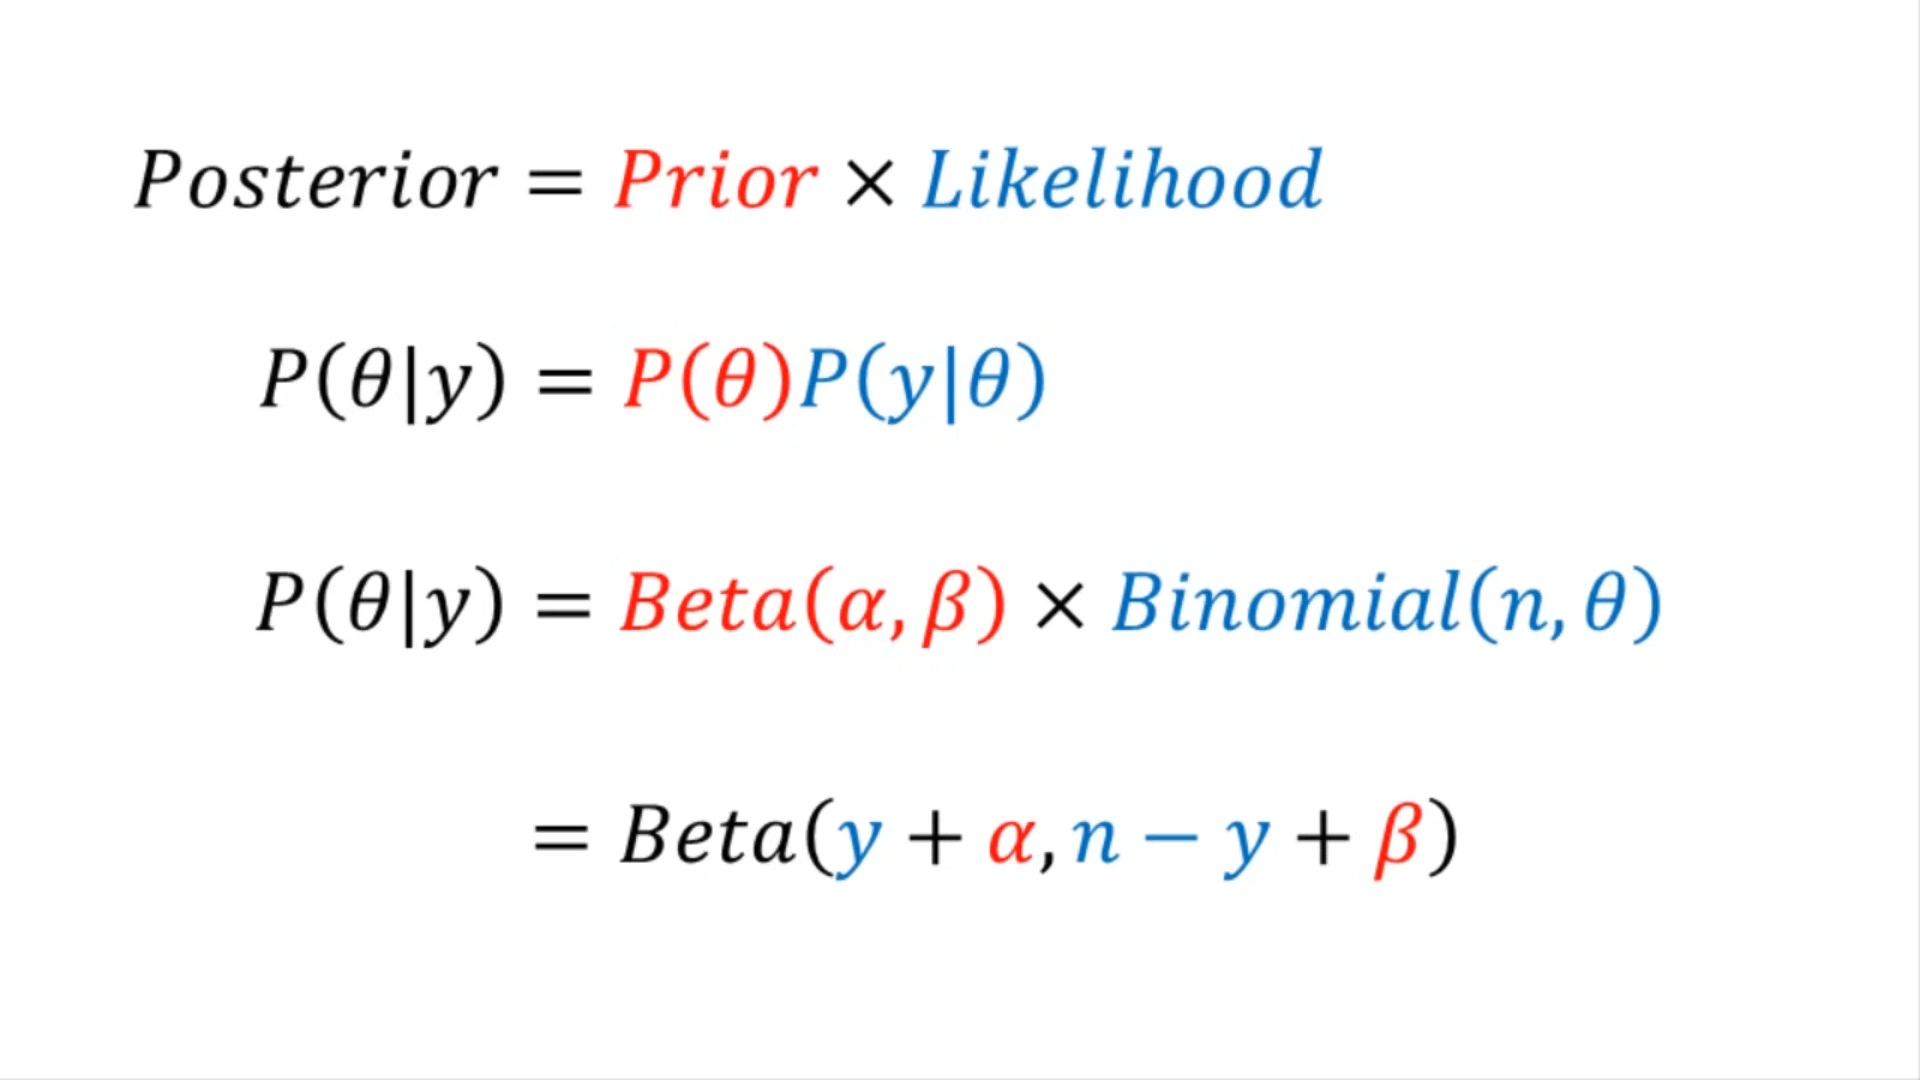 Posterior = Prior × Likelihood
P(θ|y) = P(θ)P(y|θ)
P(θ|y) = Beta(α, β) × Binomial(n, θ)
= Beta(y + α, n − y + β)